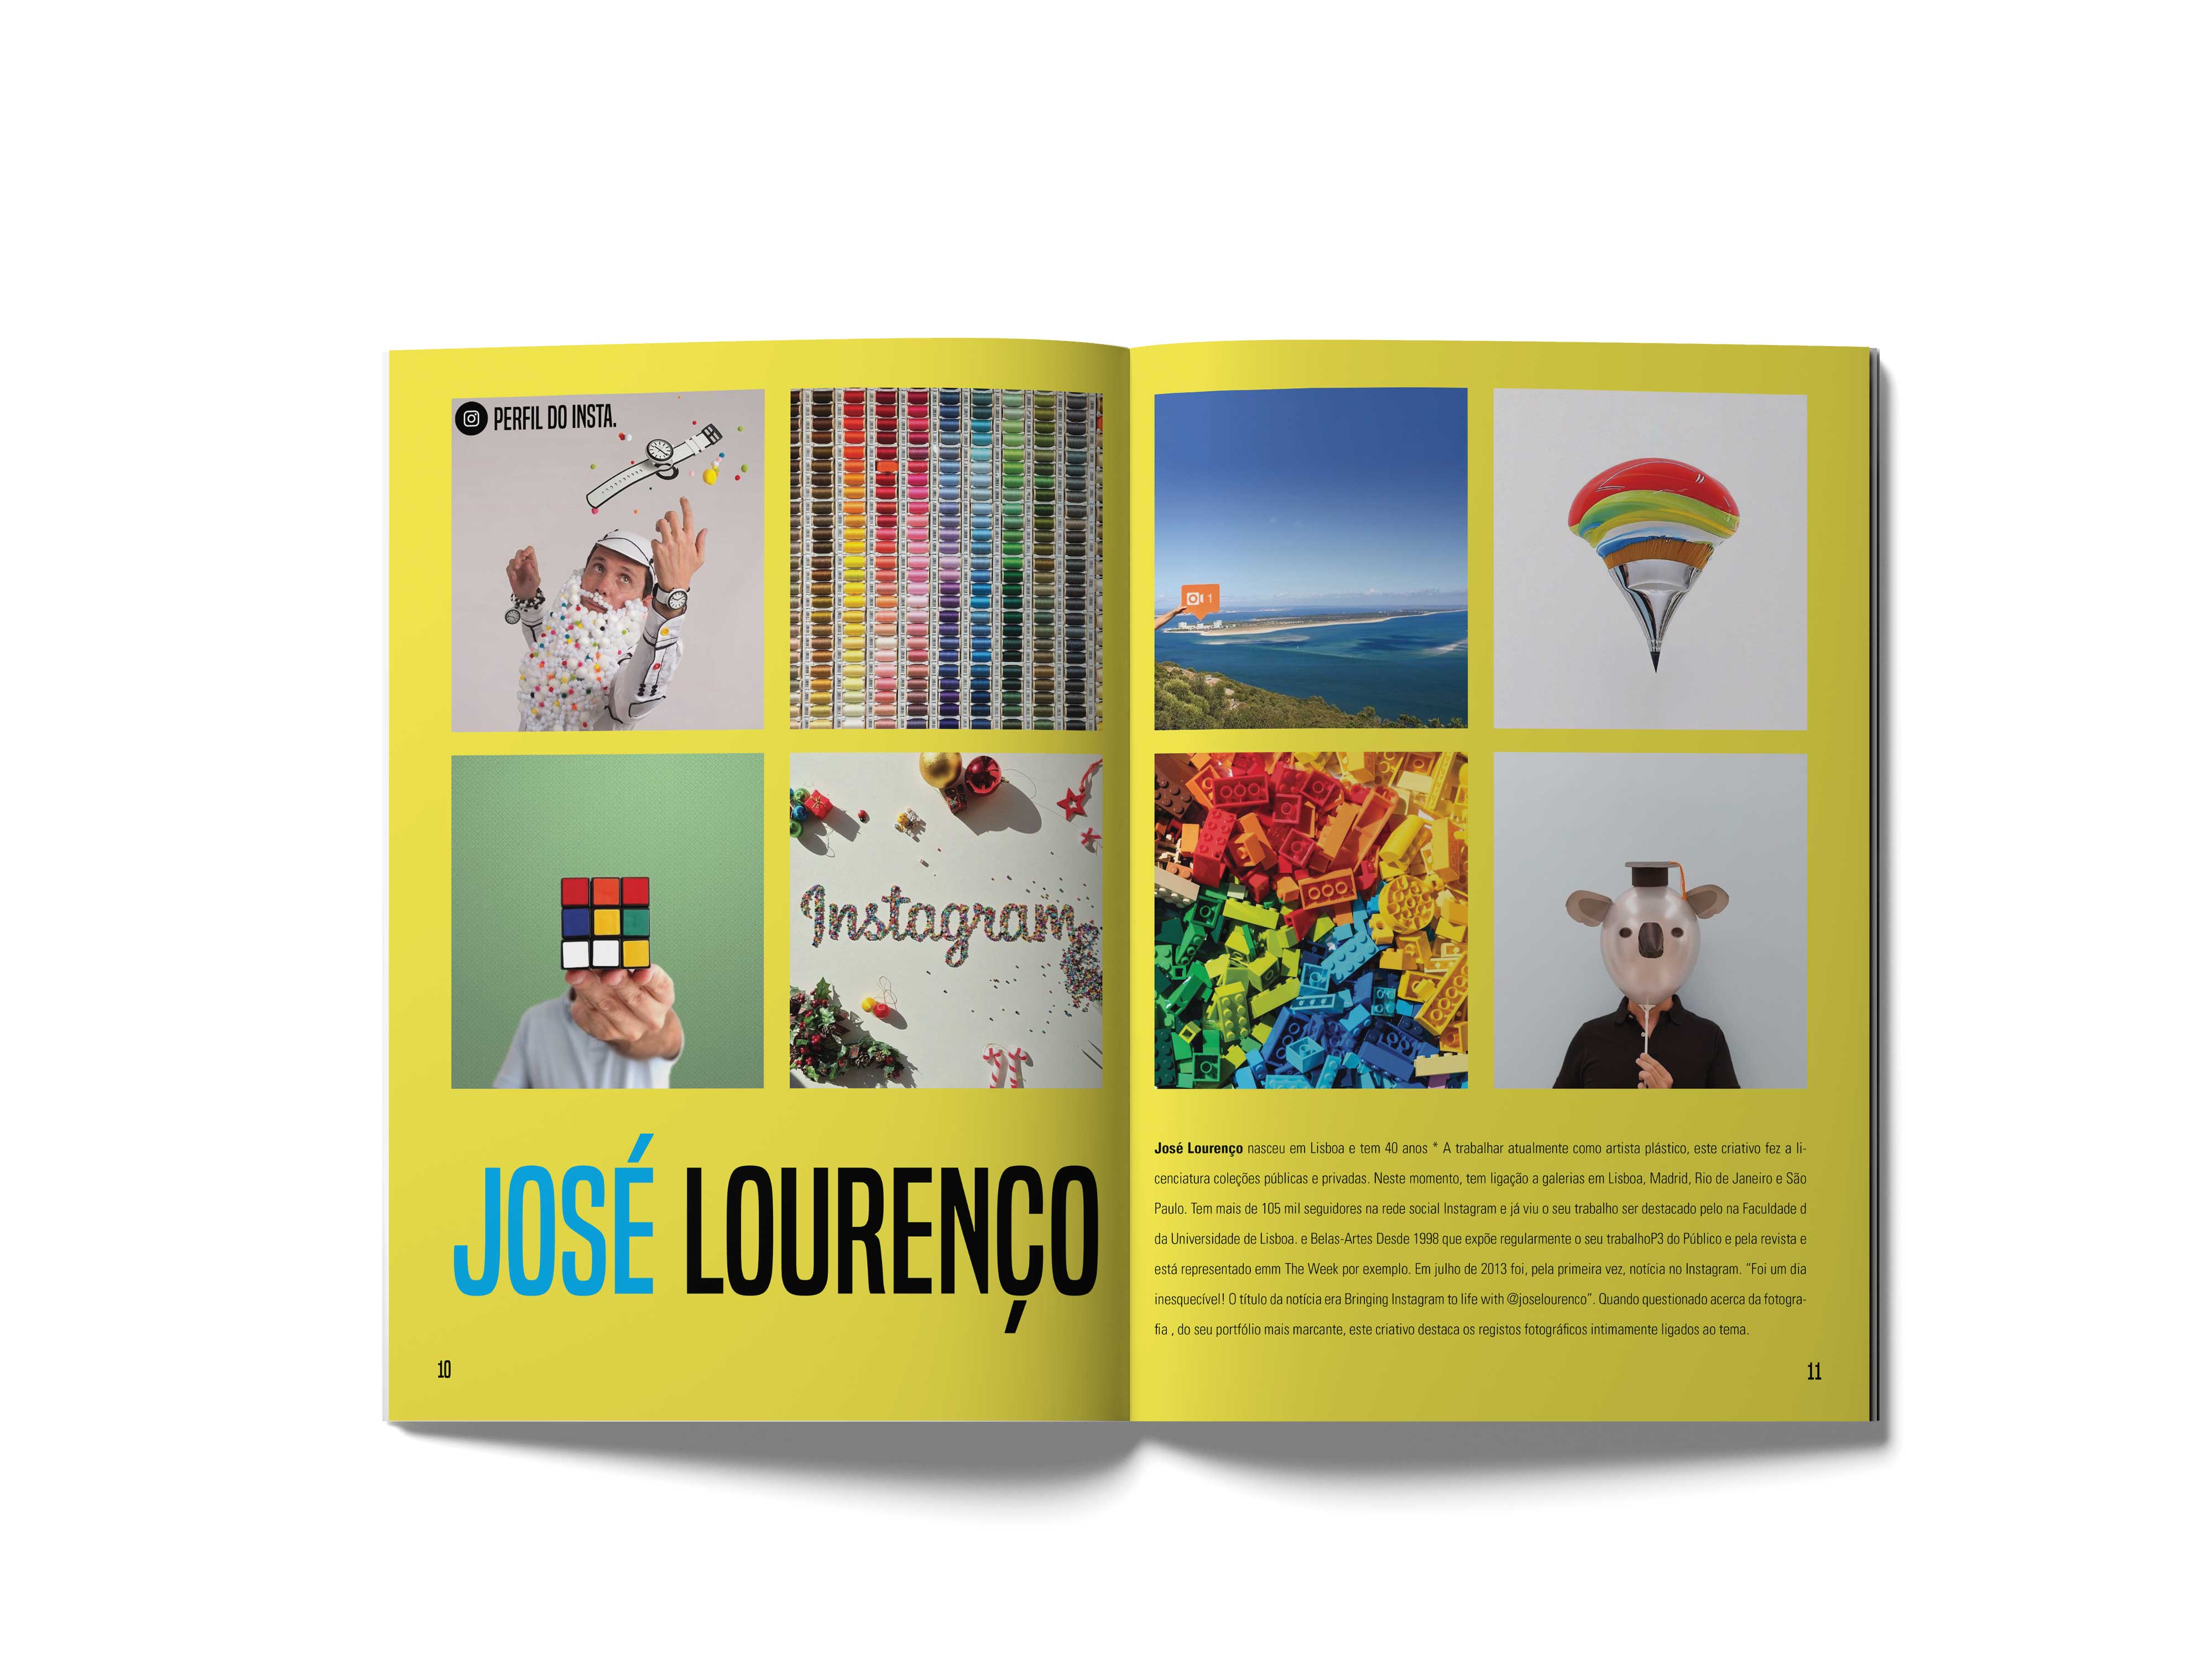 PERFIL DO INSTA.
1
Instagram
JOSÉ LOURENÇO
José Lourenço nasceu em Lisboa e tem 40 anos * A trabalhar atualmente como artista plástico, este criativo fez a li-
cenciatura coleções públicas e privadas. Neste momento, tem ligação a galerias em Lisboa, Madrid, Rio de Janeiro e São
Paulo. Tem mais de 105 mil seguidores na rede social Instagram e já viu o seu trabalho ser destacado pelo na Faculdade d
da Universidade de Lisboa. e Belas-Artes Desde 1998 que expõe regularmente o seu trabalhoP3 do Público e pela revista e
está representado emm The Week por exemplo. Em julho de 2013 foi, pela primeira vez, notícia no Instagram. “Foi um dia
inesquecível! O título da notícia era Bringing Instagram to life with @joselourenco”. Quando questionado acerca da fotogra-
fia , do seu portfólio mais marcante, este criativo destaca os registos fotográficos intimamente ligados ao tema.
10
11